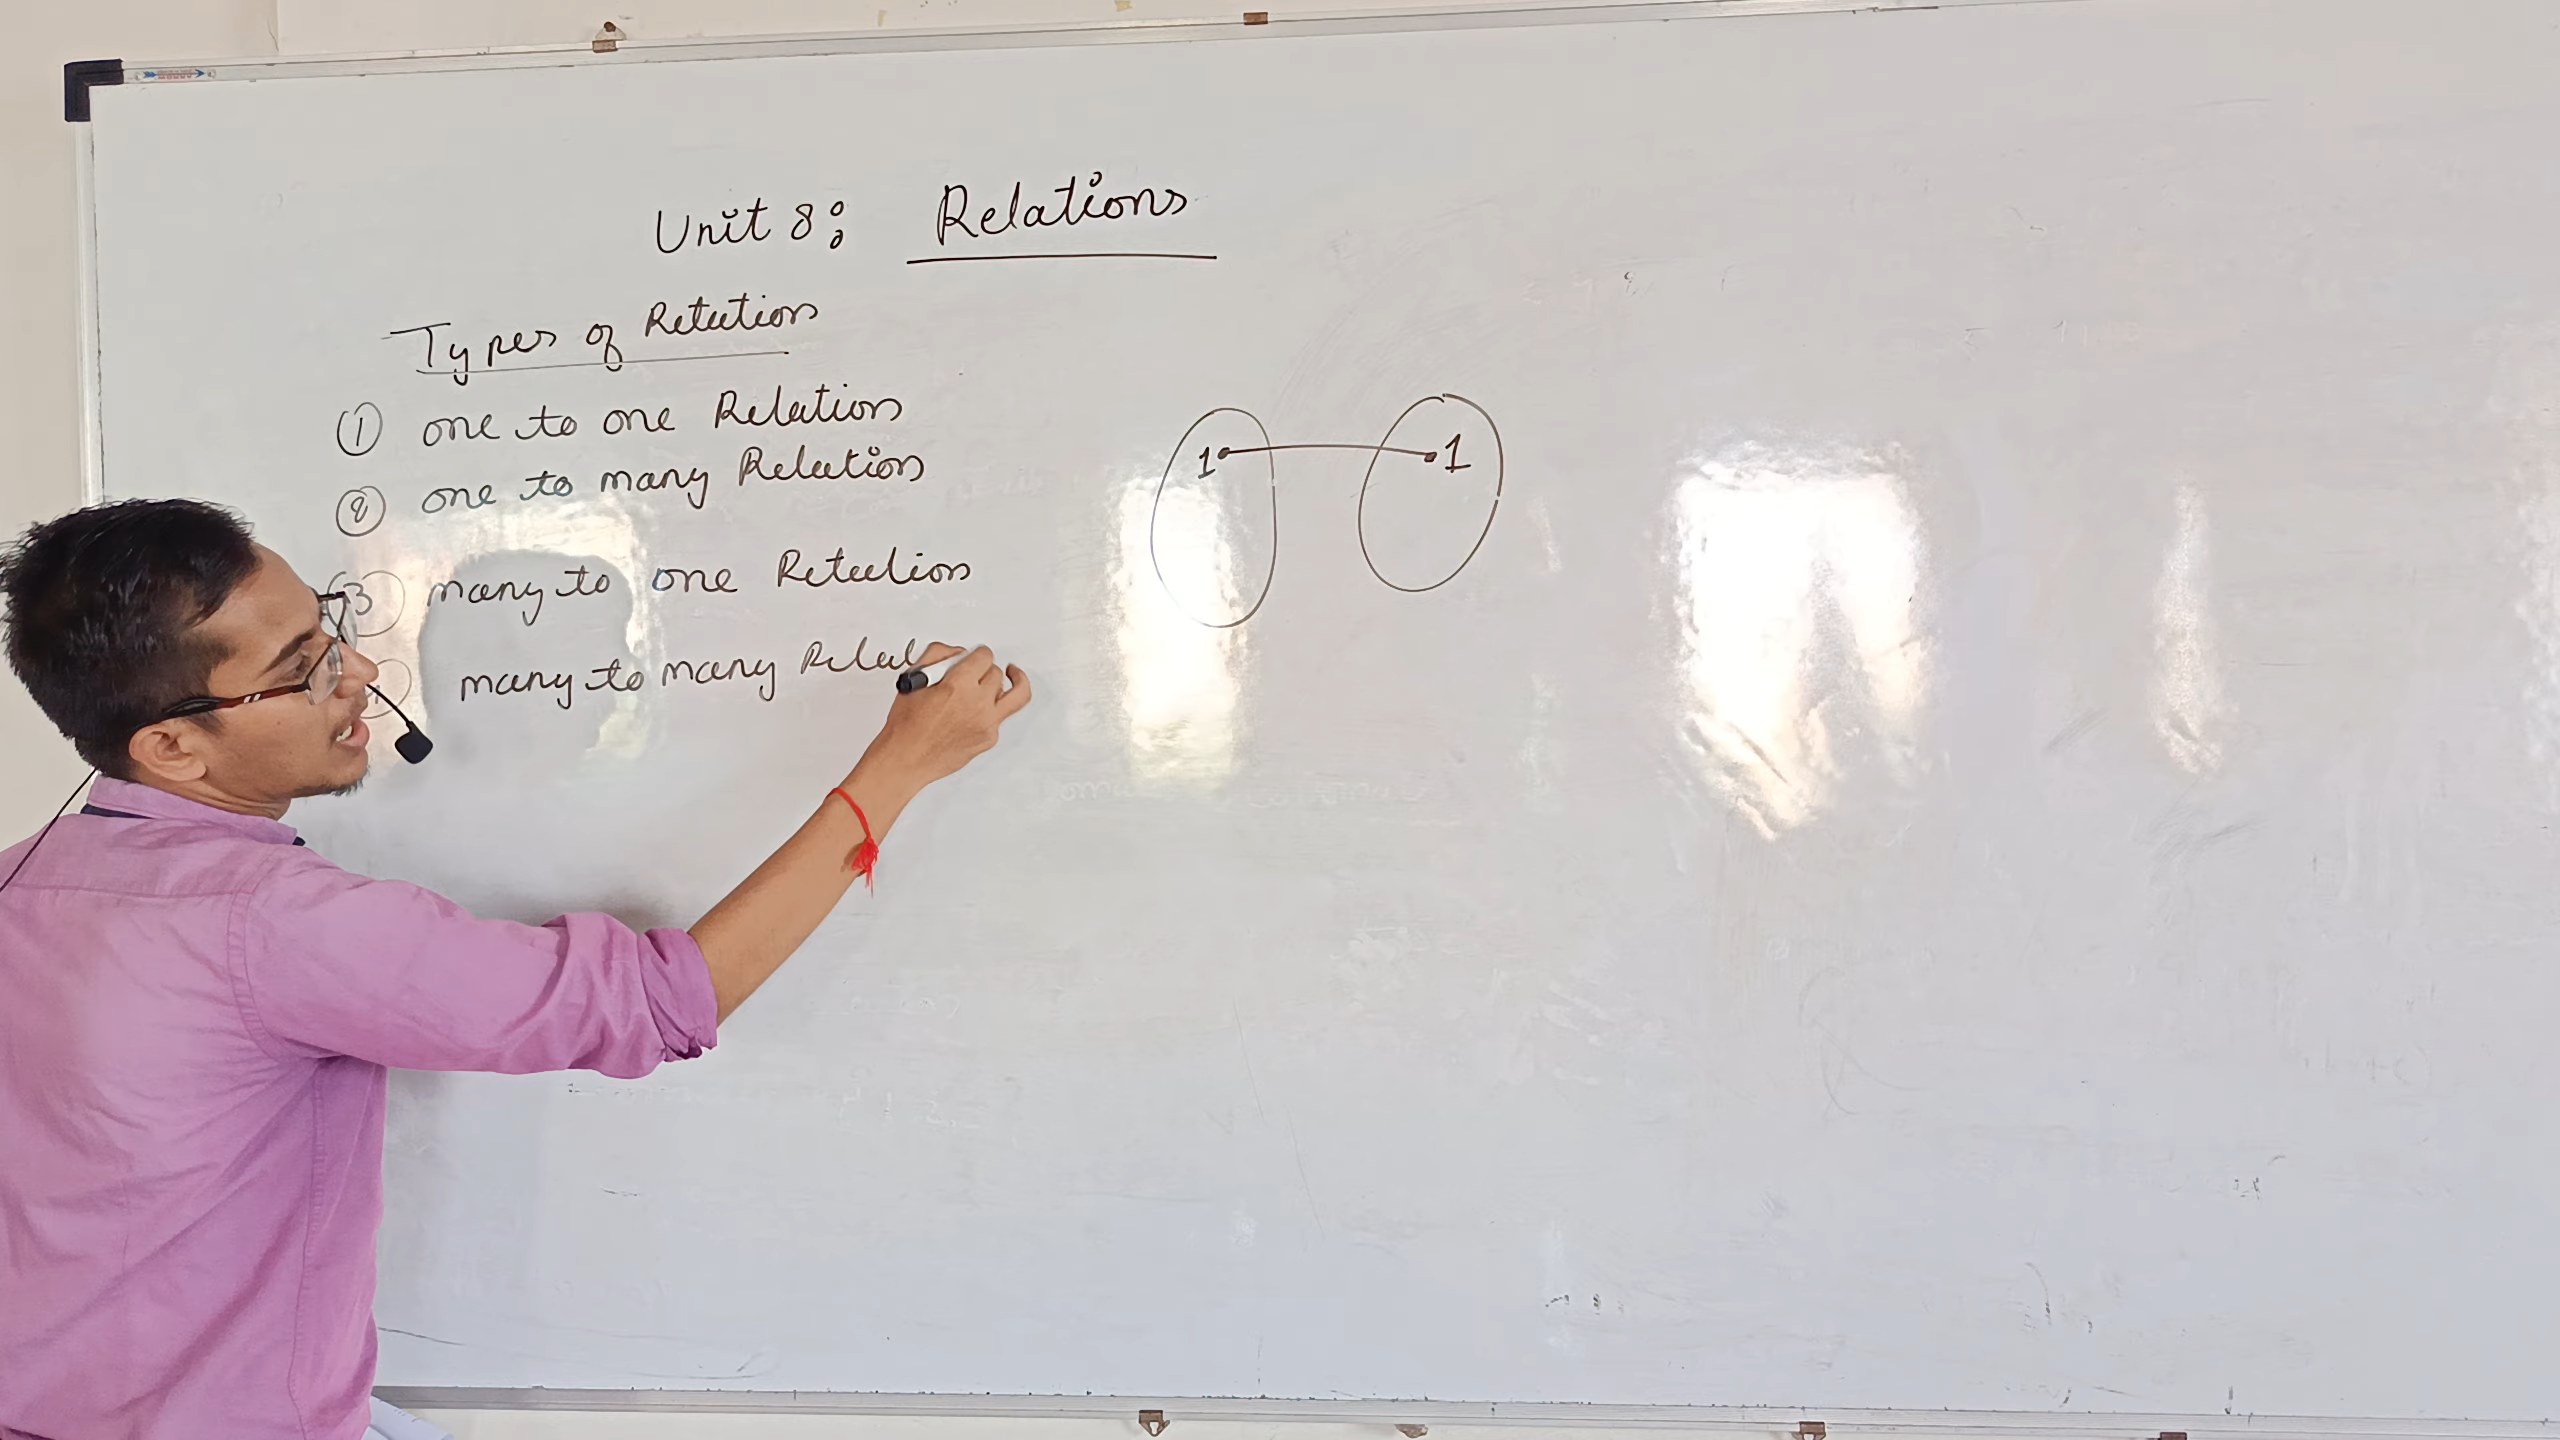 Unit 8: Relations
Types of Relation
① one to one Relation
② one to many Relation
③ many to one Relation
many to many Relat
1 1